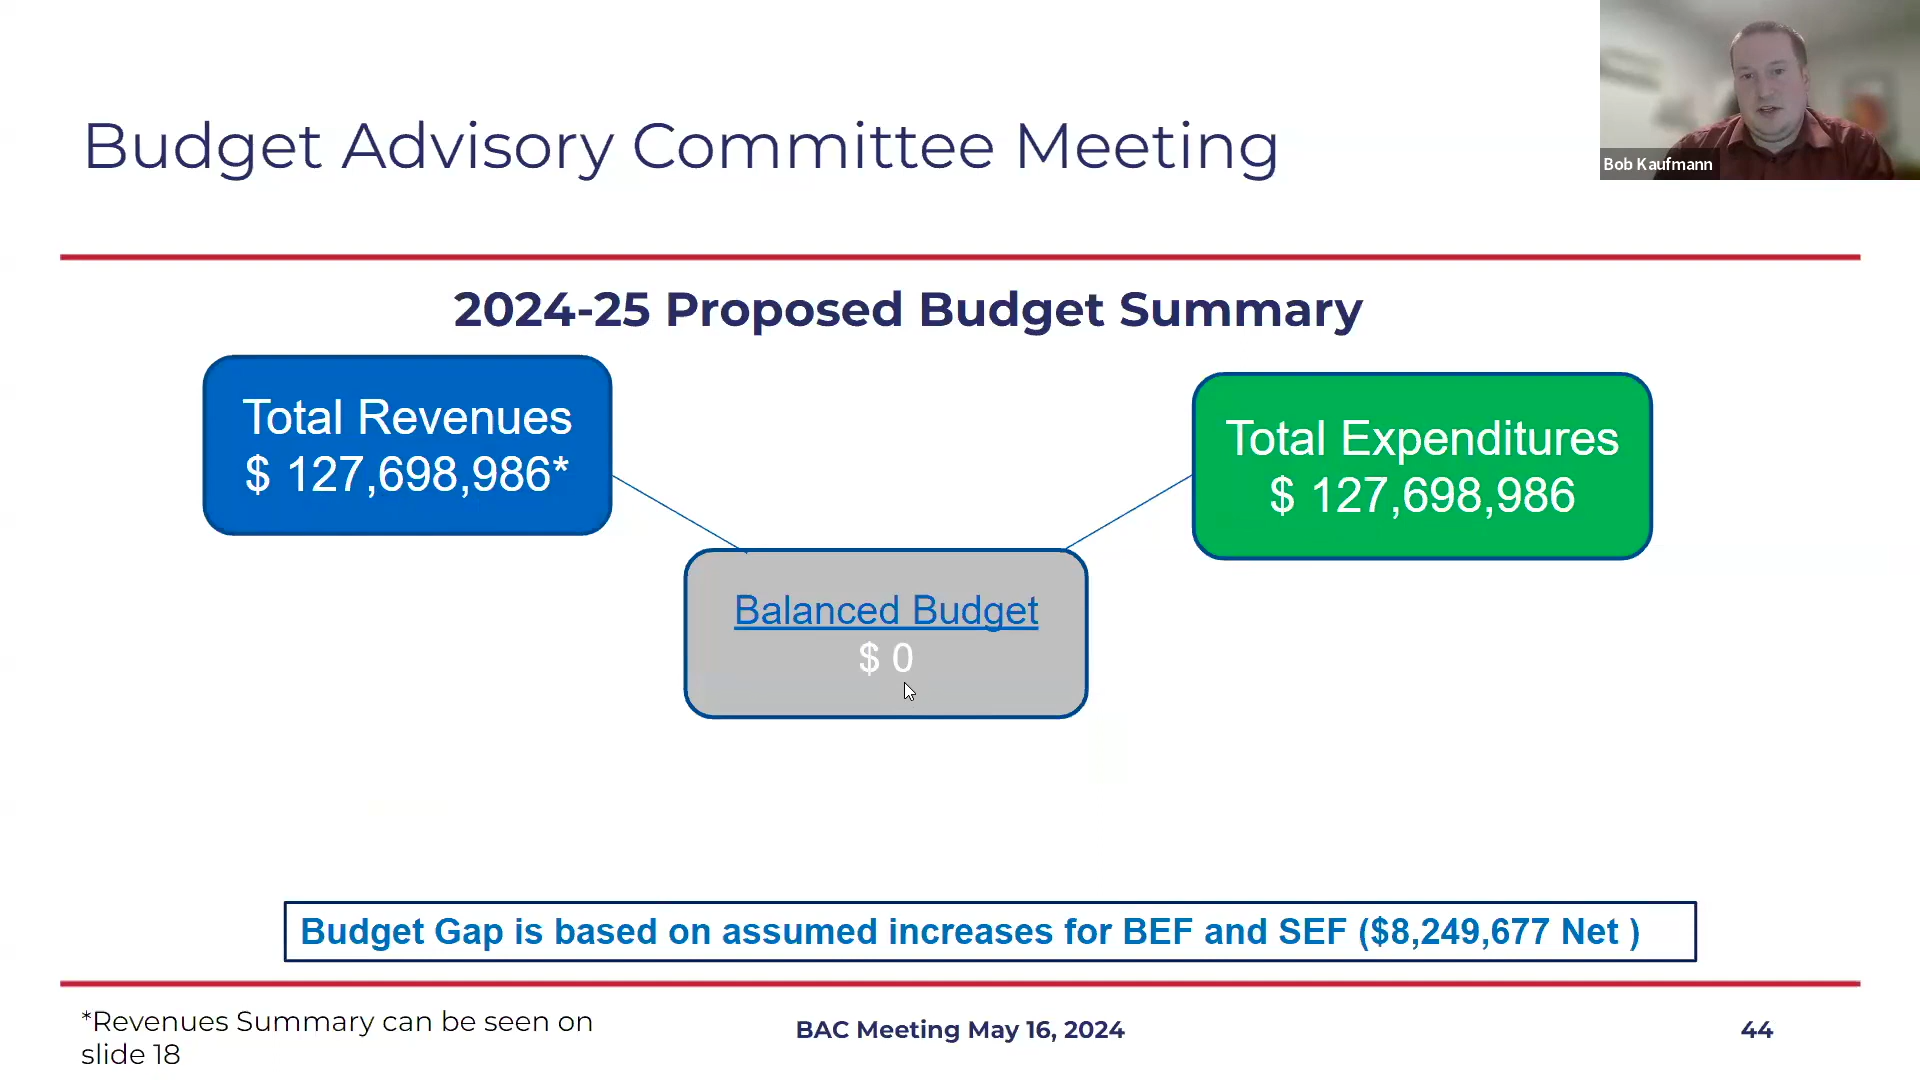 Budget Advisory Committee Meeting
Bob Kaufmann
2024-25 Proposed Budget Summary
Total Revenues
$ 127,698,986*
Total Expenditures
$ 127,698,986
Balanced Budget
$ 0
Budget Gap is based on assumed increases for BEF and SEF ($8,249,677 Net )
*Revenues Summary can be seen on
slide 18
BAC Meeting May 16, 2024
44